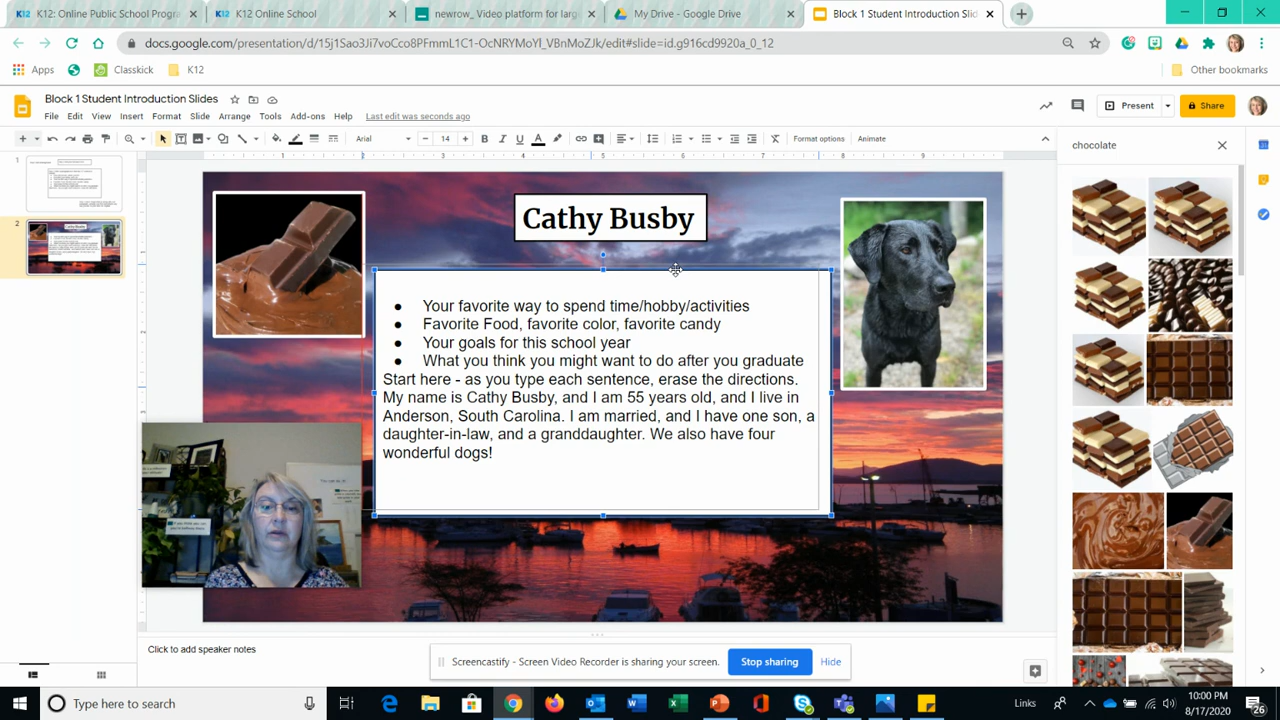 K12: Online Public School Progra
K12 Online School
newrow_ Video platform for larg
My Drive - Google Drive
Block 1 Student Introduction Slid
docs.google.com/presentation/d/15j1Sao3Ji7voCco8PFmmLTC1-OcNRxMoYT_VBnMoZJk/edit#slide=id.g916cd9920a_0_12
Apps
Classkick
K12
Other bookmarks
Block 1 Student Introduction Slides
File Edit View Insert Format Slide Arrange Tools Add-ons Help Last edit was seconds ago
Present
Share
Arial
14
Format options
Animate
chocolate
1
2
Cathy Busby
● Your favorite way to spend time/hobby/activities
● Favorite Food, favorite color, favorite candy
● Your goals for this school year
● What you think you might want to do after you graduate
Start here - as you type each sentence, erase the directions.
My name is Cathy Busby, and I am 55 years old, and I live in
Anderson, South Carolina. I am married, and I have one son, a
daughter-in-law, and a granddaughter. We also have four
wonderful dogs!
Click to add speaker notes
Screencastify - Screen Video Recorder is sharing your screen.
Stop sharing
Hide
Type here to search
Links
10:00 PM
8/17/2020
26